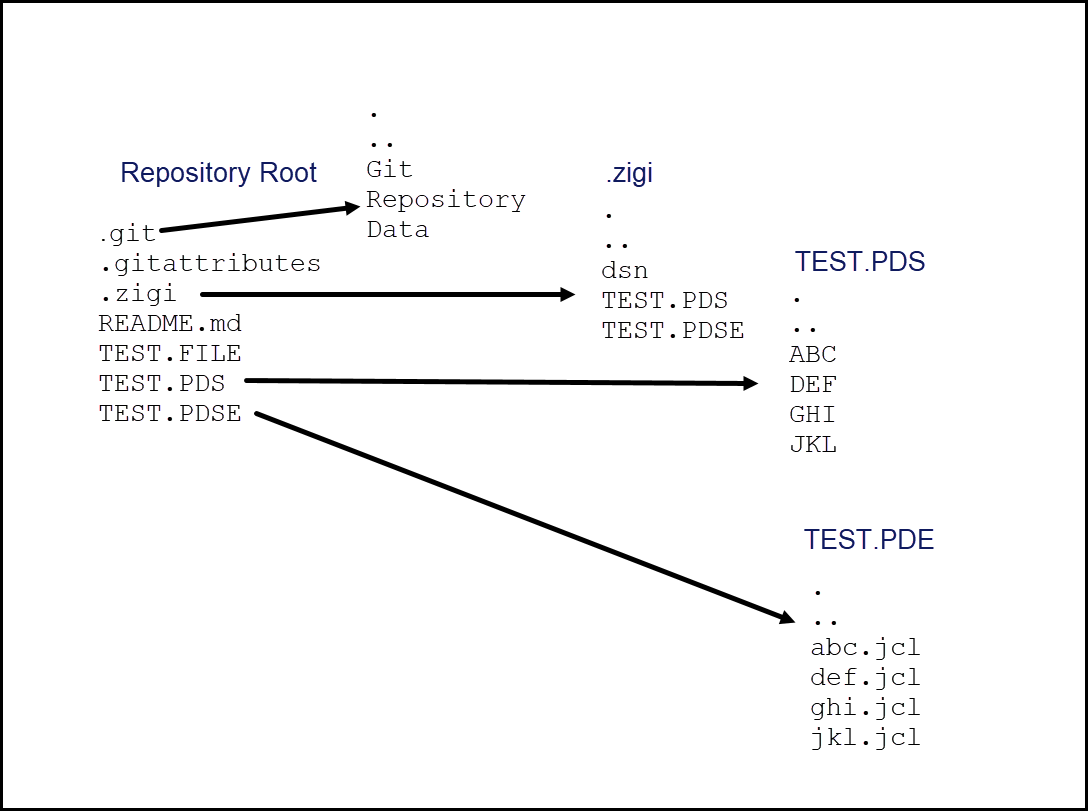 Repository Root
.git
.gitattributes
.zigi
README.md
TEST.FILE
TEST.PDS
TEST.PDSE
.
..
Git
Repository
Data
.zigi
.
..
dsn
TEST.PDS
TEST.PDSE
TEST.PDS
.
..
ABC
DEF
GHI
JKL
TEST.PDE
.
..
abc.jcl
def.jcl
ghi.jcl
jkl.jcl